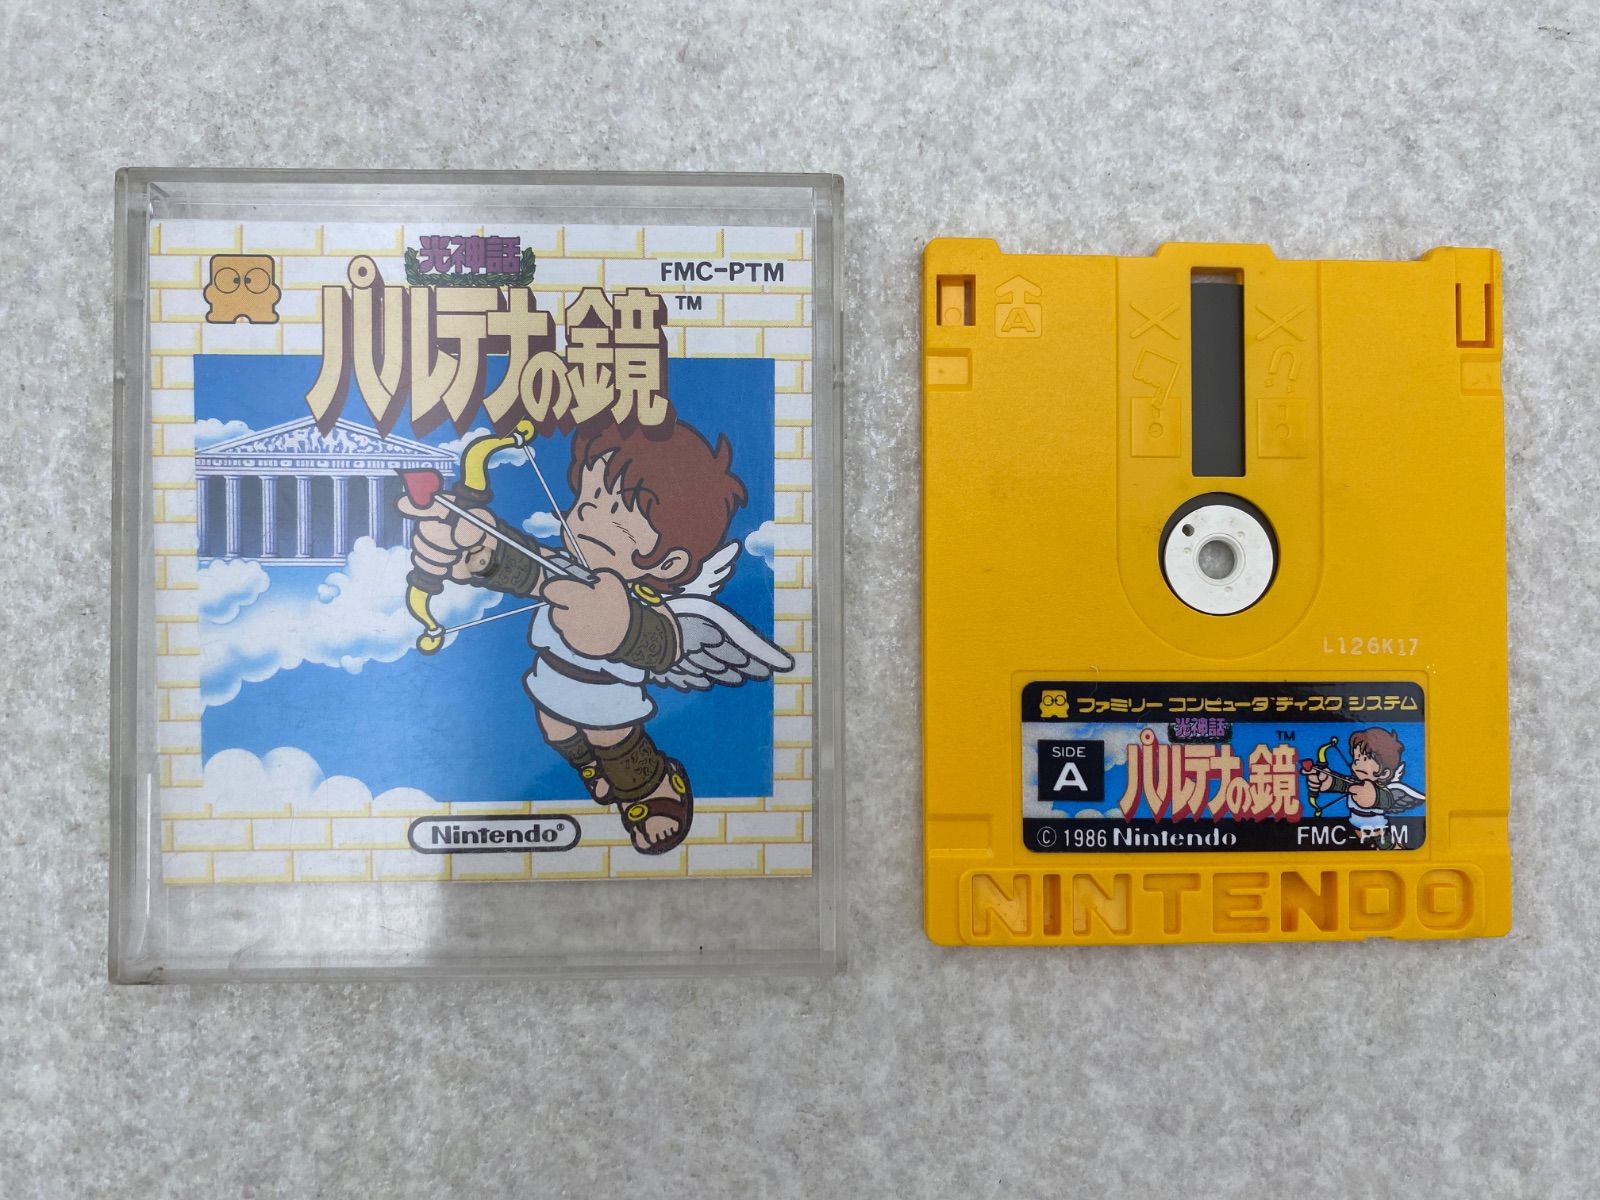 光神話
FMC-PTM
パルテナの鏡
TM
Nintendo®
A
L126K17
ファミリー コンピュータ ディスク システム
光神話
SIDE
A
パルテナの鏡
TM
© 1986 Nintendo
FMC-PTM
NINTENDO